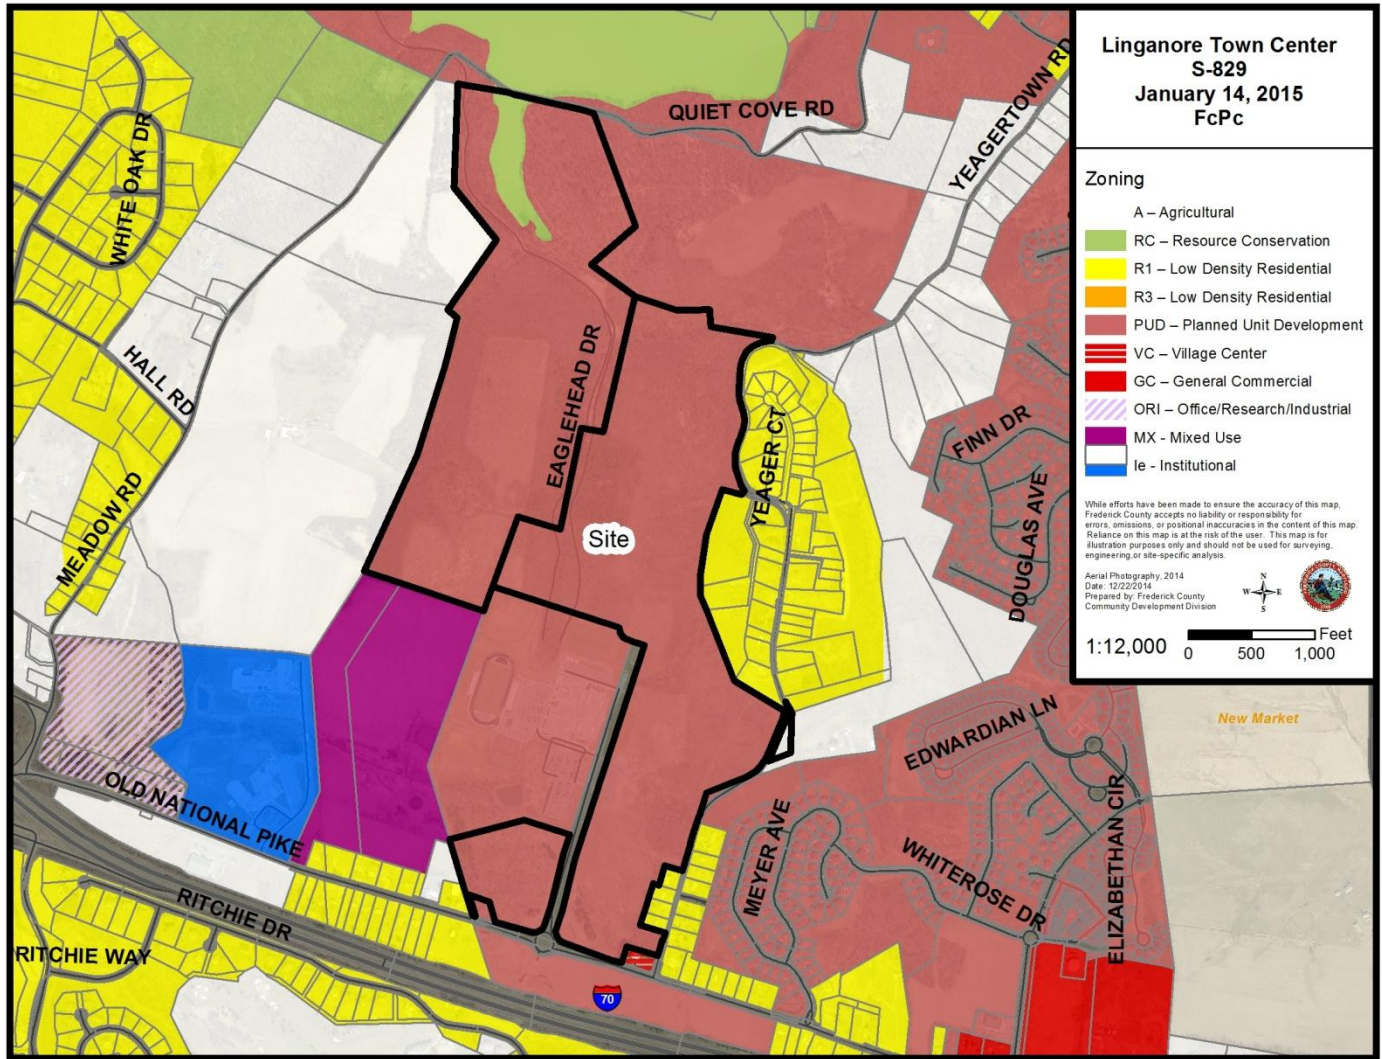 Linganore Town Center
S-829
January 14, 2015
FcPc
Zoning
A – Agricultural
RC – Resource Conservation
R1 – Low Density Residential
R3 – Low Density Residential
PUD – Planned Unit Development
VC – Village Center
GC – General Commercial
ORI – Office/Research/Industrial
MX - Mixed Use
Ie - Institutional
While efforts have been made to ensure the accuracy of this map,
Frederick County accepts no liability or responsibility for
errors, omissions, or positional inaccuracies in the content of this map.
Reliance on this map is at the risk of the user. This map is for
illustration purposes only and should not be used for surveying,
engineering,or site-specific analysis.
Aerial Photography, 2014
Date: 12/22/2014
Prepared by: Frederick County
Community Development Division
N
W E
S
1:12,000
Feet
0 500 1,000
QUIET COVE RD
YEAGERTOWN RD
WHITE OAK DR
HALL RD
EAGLEHEAD DR
YEAGER CT
FINN DR
DOUGLAS AVE
MEADOW RD
Site
New Market
EDWARDIAN LN
OLD NATIONAL PIKE
MEYER AVE
WHITEROSE DR
ELIZABETHAN CIR
RITCHIE DR
RITCHIE WAY
70